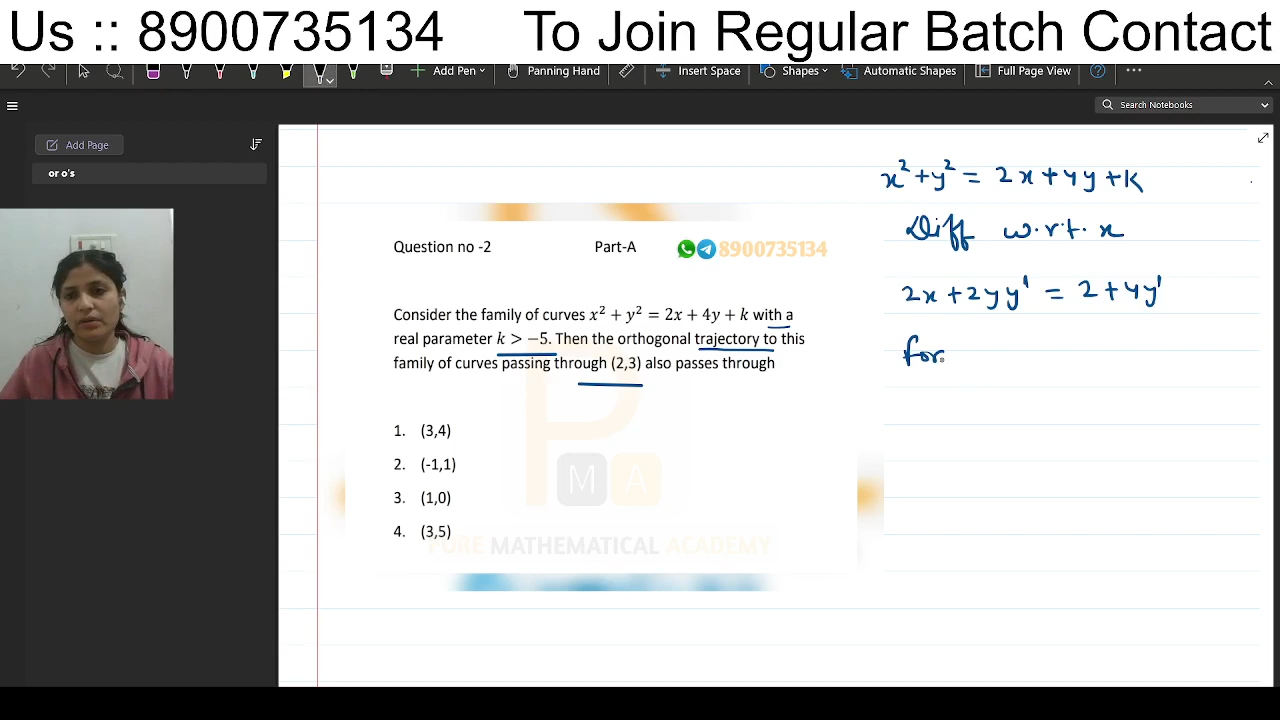 Us :: 8900735134 To Join Regular Batch Contact
Add Pen
Panning Hand
Insert Space
Shapes
Automatic Shapes
Full Page View
Search Notebooks
Add Page
or o's
Question no -2 Part-A 8900735134
Consider the family of curves x² + y² = 2x + 4y + k with a
real parameter k > −5. Then the orthogonal trajectory to this
family of curves passing through (2,3) also passes through
1. (3,4)
2. (-1,1)
3. (1,0)
4. (3,5)
M A
PURE MATHEMATICAL ACADEMY
x² + y² = 2x + 4y + k
Diff w.r.t. x
2x + 2yy' = 2 + 4y'
for